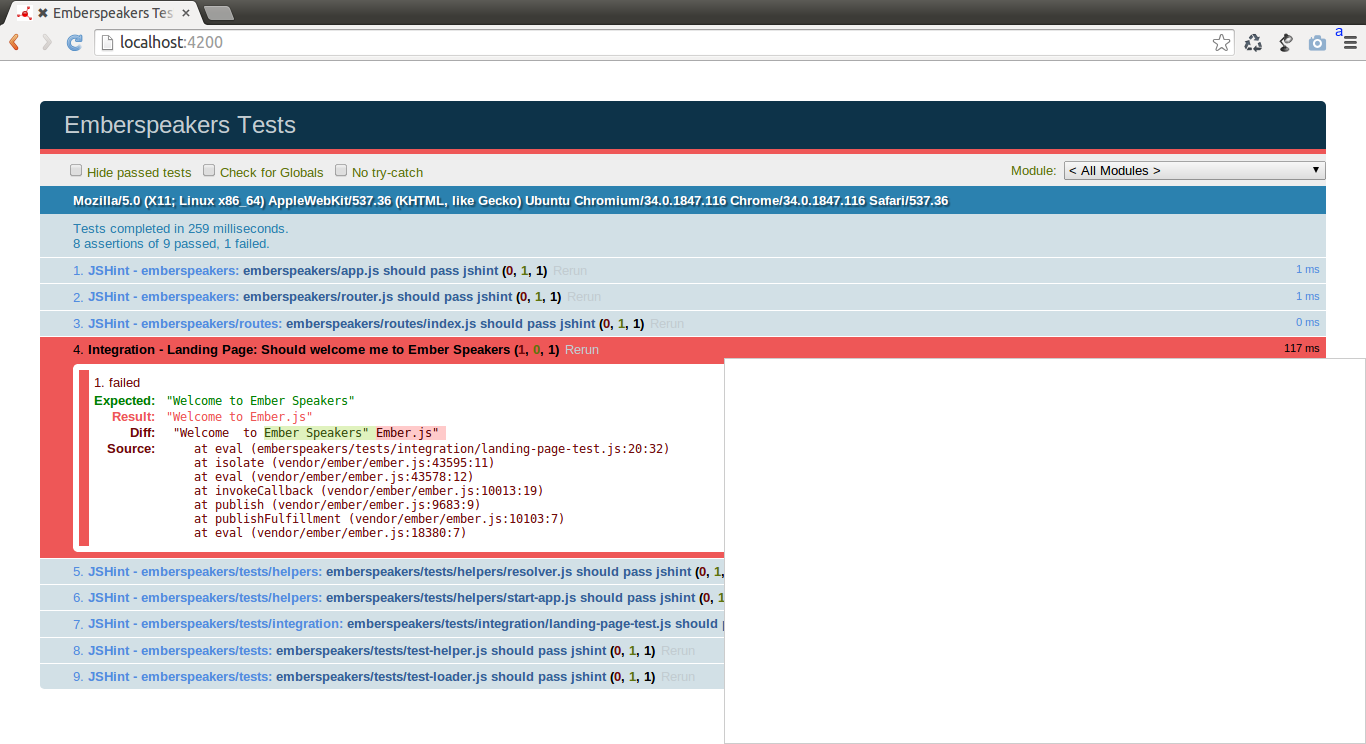 ✖ Emberspeakers Tes
localhost:4200
a
Emberspeakers Tests
Hide passed tests Check for Globals No try-catch Module: < All Modules >
Mozilla/5.0 (X11; Linux x86_64) AppleWebKit/537.36 (KHTML, like Gecko) Ubuntu Chromium/34.0.1847.116 Chrome/34.0.1847.116 Safari/537.36
Tests completed in 259 milliseconds.
8 assertions of 9 passed, 1 failed.
1. JSHint - emberspeakers: emberspeakers/app.js should pass jshint (0, 1, 1) Rerun 1 ms
2. JSHint - emberspeakers: emberspeakers/router.js should pass jshint (0, 1, 1) Rerun 1 ms
3. JSHint - emberspeakers/routes: emberspeakers/routes/index.js should pass jshint (0, 1, 1) Rerun 0 ms
4. Integration - Landing Page: Should welcome me to Ember Speakers (1, 0, 1) Rerun 117 ms
1. failed
Expected: "Welcome to Ember Speakers"
Result: "Welcome to Ember.js"
Diff: "Welcome to Ember Speakers" Ember.js"
Source: at eval (emberspeakers/tests/integration/landing-page-test.js:20:32)
at isolate (vendor/ember/ember.js:43595:11)
at eval (vendor/ember/ember.js:43578:12)
at invokeCallback (vendor/ember/ember.js:10013:19)
at publish (vendor/ember/ember.js:9683:9)
at publishFulfillment (vendor/ember/ember.js:10103:7)
at eval (vendor/ember/ember.js:18380:7)
5. JSHint - emberspeakers/tests/helpers: emberspeakers/tests/helpers/resolver.js should pass jshint (0, 1,
6. JSHint - emberspeakers/tests/helpers: emberspeakers/tests/helpers/start-app.js should pass jshint (0, 1
7. JSHint - emberspeakers/tests/integration: emberspeakers/tests/integration/landing-page-test.js should
8. JSHint - emberspeakers/tests: emberspeakers/tests/test-helper.js should pass jshint (0, 1, 1) Rerun
9. JSHint - emberspeakers/tests: emberspeakers/tests/test-loader.js should pass jshint (0, 1, 1) Rerun